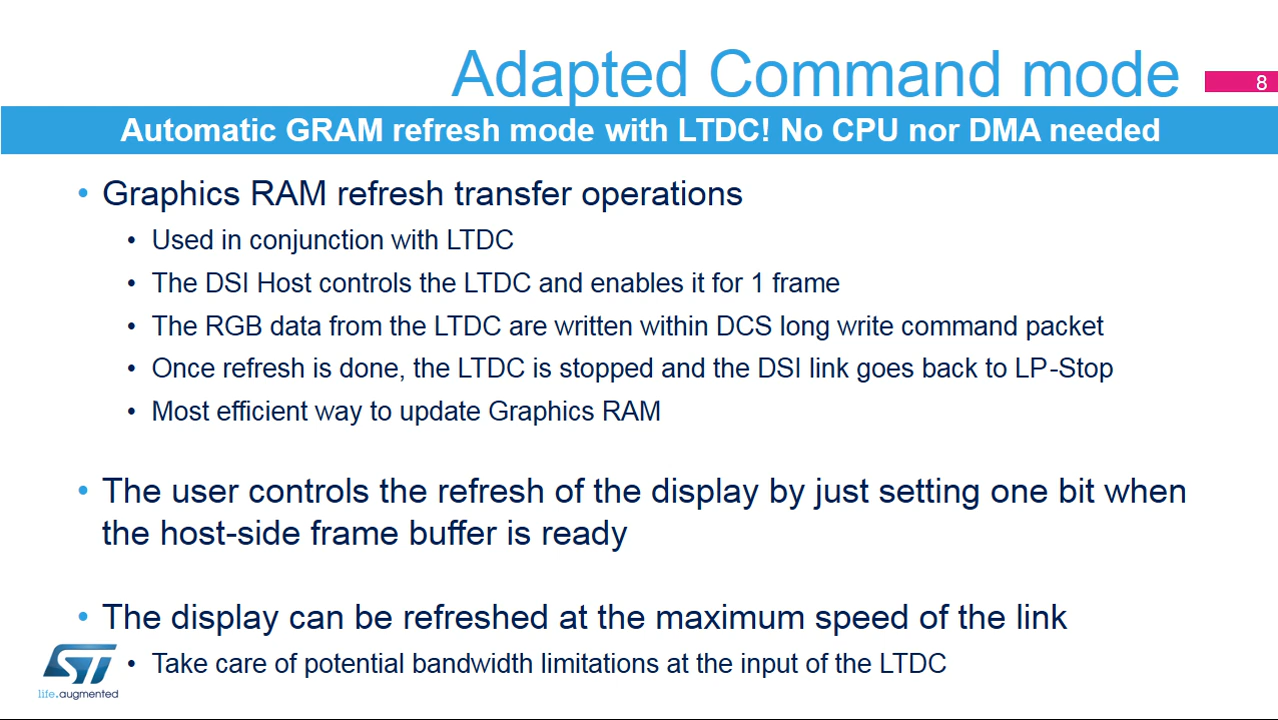 Adapted Command mode
8
Automatic GRAM refresh mode with LTDC! No CPU nor DMA needed
• Graphics RAM refresh transfer operations
• Used in conjunction with LTDC
• The DSI Host controls the LTDC and enables it for 1 frame
• The RGB data from the LTDC are written within DCS long write command packet
• Once refresh is done, the LTDC is stopped and the DSI link goes back to LP-Stop
• Most efficient way to update Graphics RAM
• The user controls the refresh of the display by just setting one bit when
the host-side frame buffer is ready
• The display can be refreshed at the maximum speed of the link
• Take care of potential bandwidth limitations at the input of the LTDC
ST
life.augmented